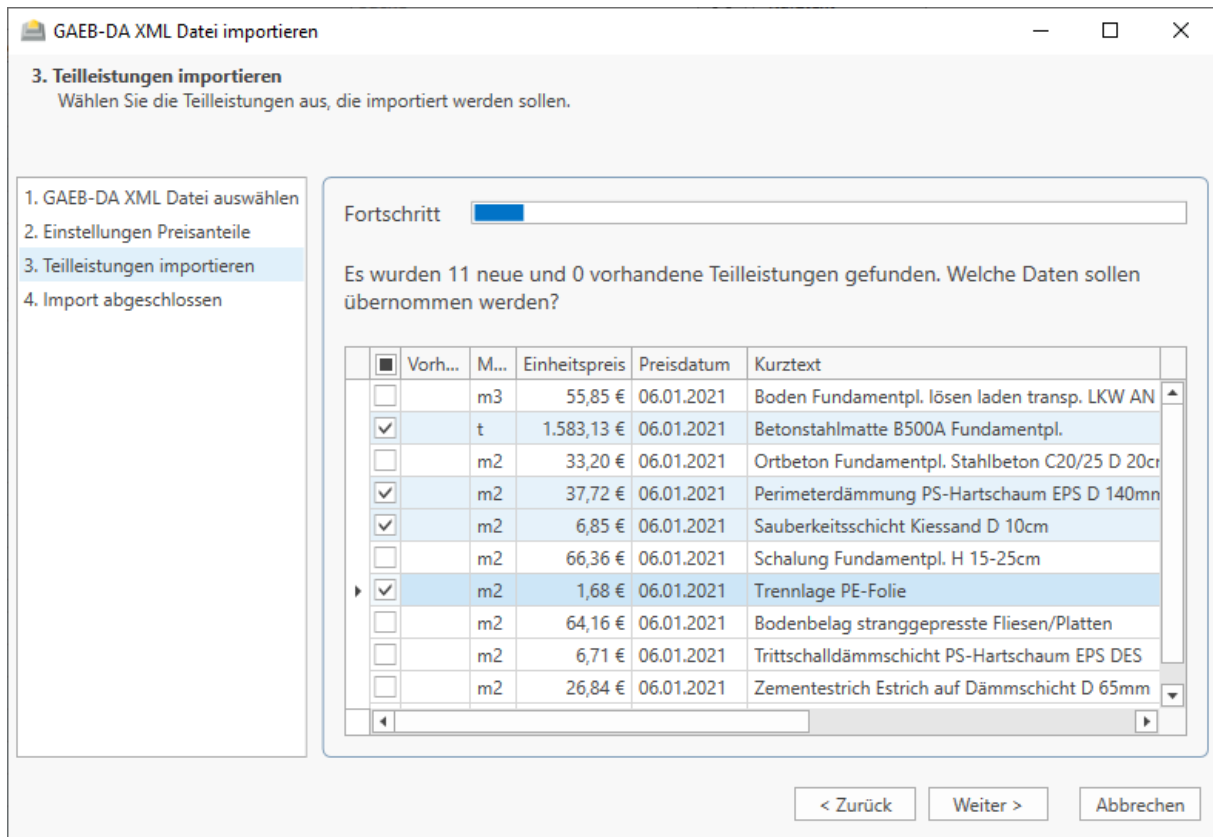 GAEB-DA XML Datei importieren
3. Teilleistungen importieren
Wählen Sie die Teilleistungen aus, die importiert werden sollen.
1. GAEB-DA XML Datei auswählen
2. Einstellungen Preisanteile
3. Teilleistungen importieren
4. Import abgeschlossen
Fortschritt
Es wurden 11 neue und 0 vorhandene Teilleistungen gefunden. Welche Daten sollen
übernommen werden?
Vorh... M... Einheitspreis Preisdatum Kurztext
m3 55,85 € 06.01.2021 Boden Fundamentpl. lösen laden transp. LKW AN
t 1.583,13 € 06.01.2021 Betonstahlmatte B500A Fundamentpl.
m2 33,20 € 06.01.2021 Ortbeton Fundamentpl. Stahlbeton C20/25 D 20cm
m2 37,72 € 06.01.2021 Perimeterdämmung PS-Hartschaum EPS D 140mm
m2 6,85 € 06.01.2021 Sauberkeitsschicht Kiessand D 10cm
m2 66,36 € 06.01.2021 Schalung Fundamentpl. H 15-25cm
m2 1,68 € 06.01.2021 Trennlage PE-Folie
m2 64,16 € 06.01.2021 Bodenbelag stranggepresste Fliesen/Platten
m2 6,71 € 06.01.2021 Trittschalldämmschicht PS-Hartschaum EPS DES
m2 26,84 € 06.01.2021 Zementestrich Estrich auf Dämmschicht D 65mm
< Zurück Weiter > Abbrechen